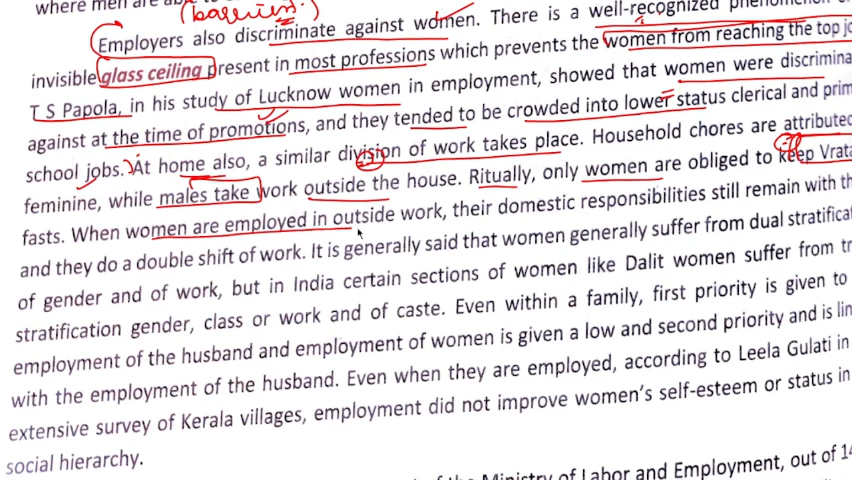 where men are
(barriers.)
Employers also discriminate against women. There is a well-recognized phenomenon
invisible glass ceiling present in most professions which prevents the women from reaching the top
T S Papola, in his study of Lucknow women in employment, showed that women were
against at the time of promotions, and they tended to be crowded into lower status clerical and
school jobs. At home also, a similar division of work takes place. Household chores are attributed
feminine, while males take work outside the house. Ritually, only women are obliged to keep
fasts. When women are employed in outside work, their domestic responsibilities still remain with
and they do a double shift of work. It is generally said that women generally suffer from dual
of gender and of work, but in India certain sections of women like Dalit women suffer from
stratification gender, class or work and of caste. Even within a family, first priority is given to
employment of the husband and employment of women is given a low and second priority and is
with the employment of the husband. Even when they are employed, according to Leela Gulati in
extensive survey of Kerala villages, employment did not improve women's self-esteem or status in
social hierarchy.
of the Ministry of Labor and Employment, out of